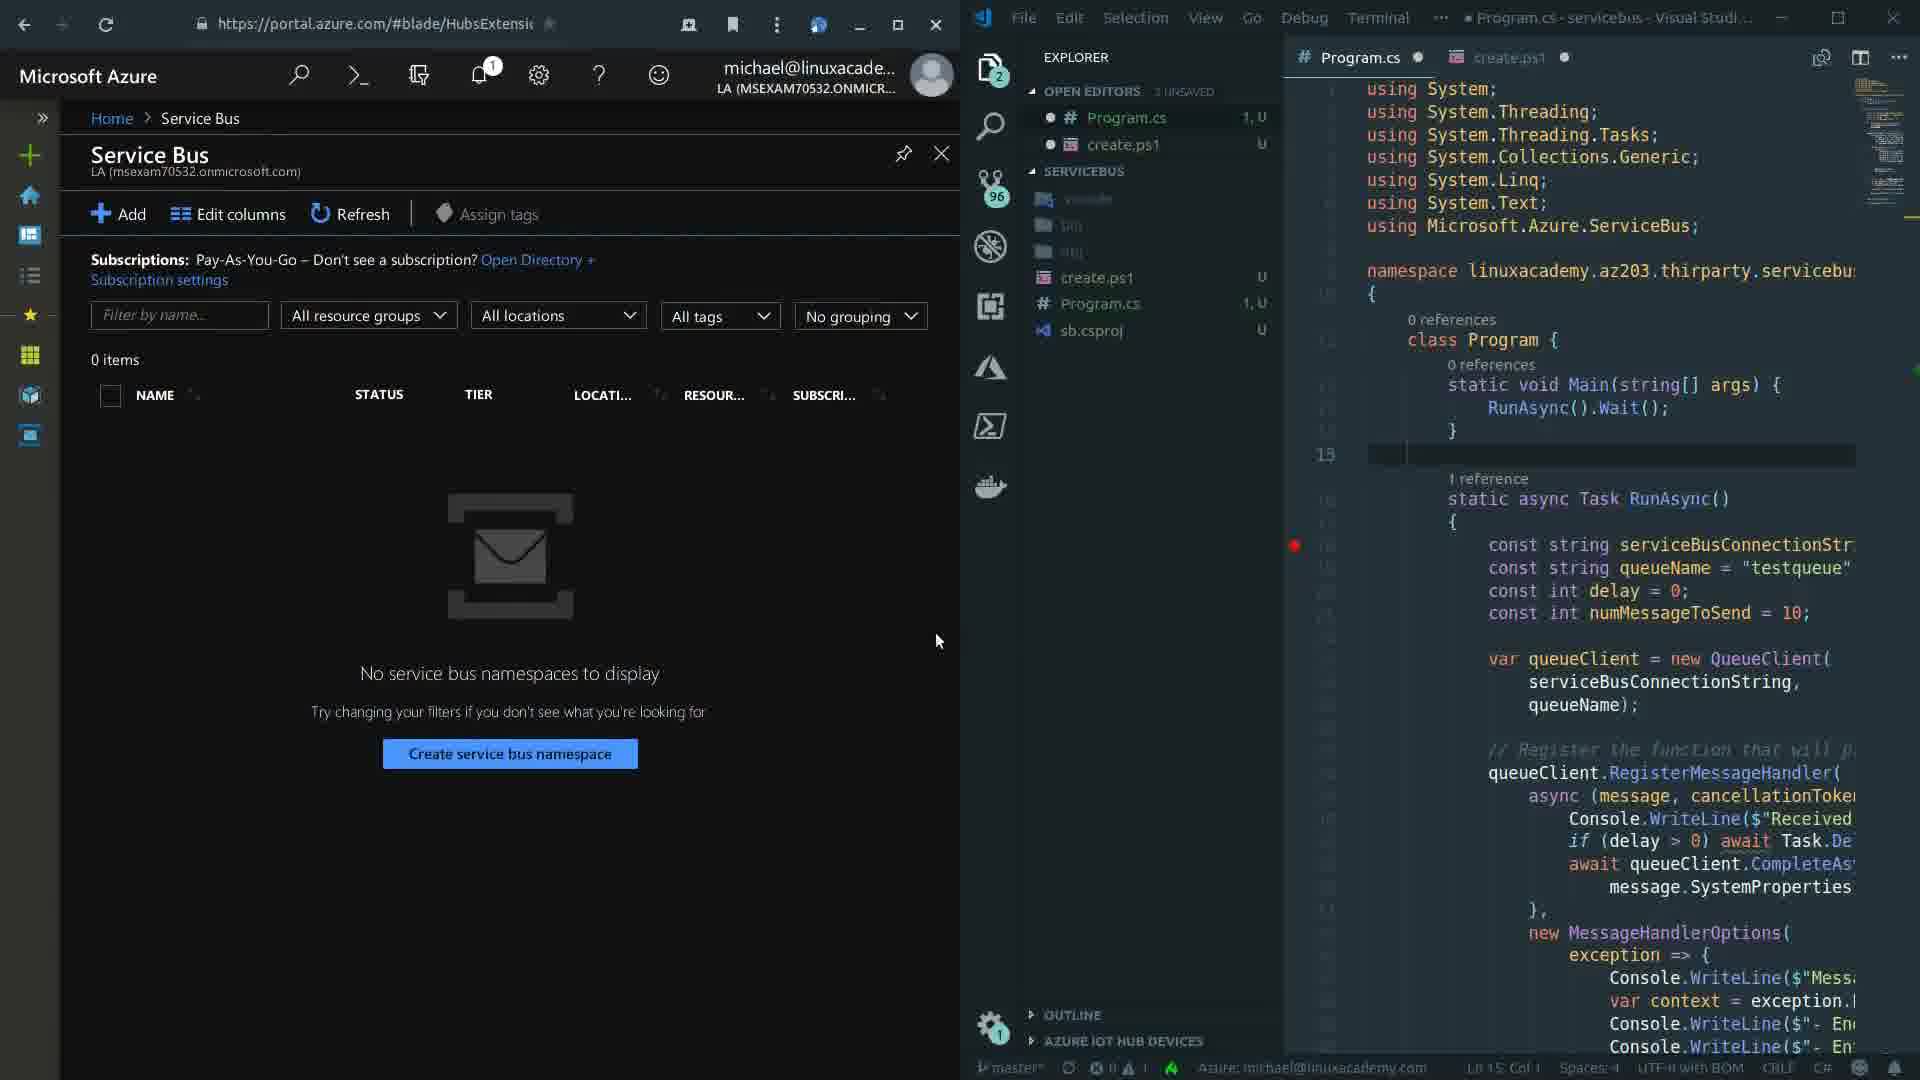 https://portal.azure.com/#blade/HubsExtensic
Microsoft Azure
1
michael@linuxacade...
LA (MSEXAM70532.ONMICR...
Home > Service Bus
Service Bus
LA (msexam70532.onmicrosoft.com)
Add
Edit columns
Refresh
Assign tags
Subscriptions: Pay-As-You-Go – Don't see a subscription? Open Directory +
Subscription settings
Filter by name...
All resource groups
All locations
All tags
No grouping
0 items
NAME
STATUS
TIER
LOCATI...
RESOUR...
SUBSCRI...
No service bus namespaces to display
Try changing your filters if you don't see what you're looking for
Create service bus namespace
File Edit Selection View Go Debug Terminal ··· ● Program.cs - servicebus - Visual Studi...
2
96
1
EXPLORER
OPEN EDITORS 2 UNSAVED
# Program.cs 1, U
create.ps1 U
SERVICEBUS
.vscode
bin
obj
create.ps1 U
# Program.cs 1, U
sb.csproj U
OUTLINE
AZURE IOT HUB DEVICES
# Program.cs
create.ps1
using System;
using System.Threading;
using System.Threading.Tasks;
using System.Collections.Generic;
using System.Linq;
using System.Text;
using Microsoft.Azure.ServiceBus;
namespace linuxacademy.az203.thirparty.servicebus
{
0 references
class Program {
0 references
static void Main(string[] args) {
RunAsync().Wait();
}
15
1 reference
static async Task RunAsync()
{
const string serviceBusConnectionStr
const string queueName = "testqueue"
const int delay = 0;
const int numMessageToSend = 10;
var queueClient = new QueueClient(
serviceBusConnectionString,
queueName);
// Register the function that will p
queueClient.RegisterMessageHandler(
async (message, cancellationToke
Console.WriteLine($"Received
if (delay > 0) await Task.De
await queueClient.CompleteAs
message.SystemProperties
},
new MessageHandlerOptions(
exception => {
Console.WriteLine($"Messa
var context = exception.
Console.WriteLine($"- En
Console.WriteLine($"- En
master* 0 1 Azure: michael@linuxacademy.com Ln 15, Col 1 Spaces: 4 UTF-8 with BOM CRLF C#